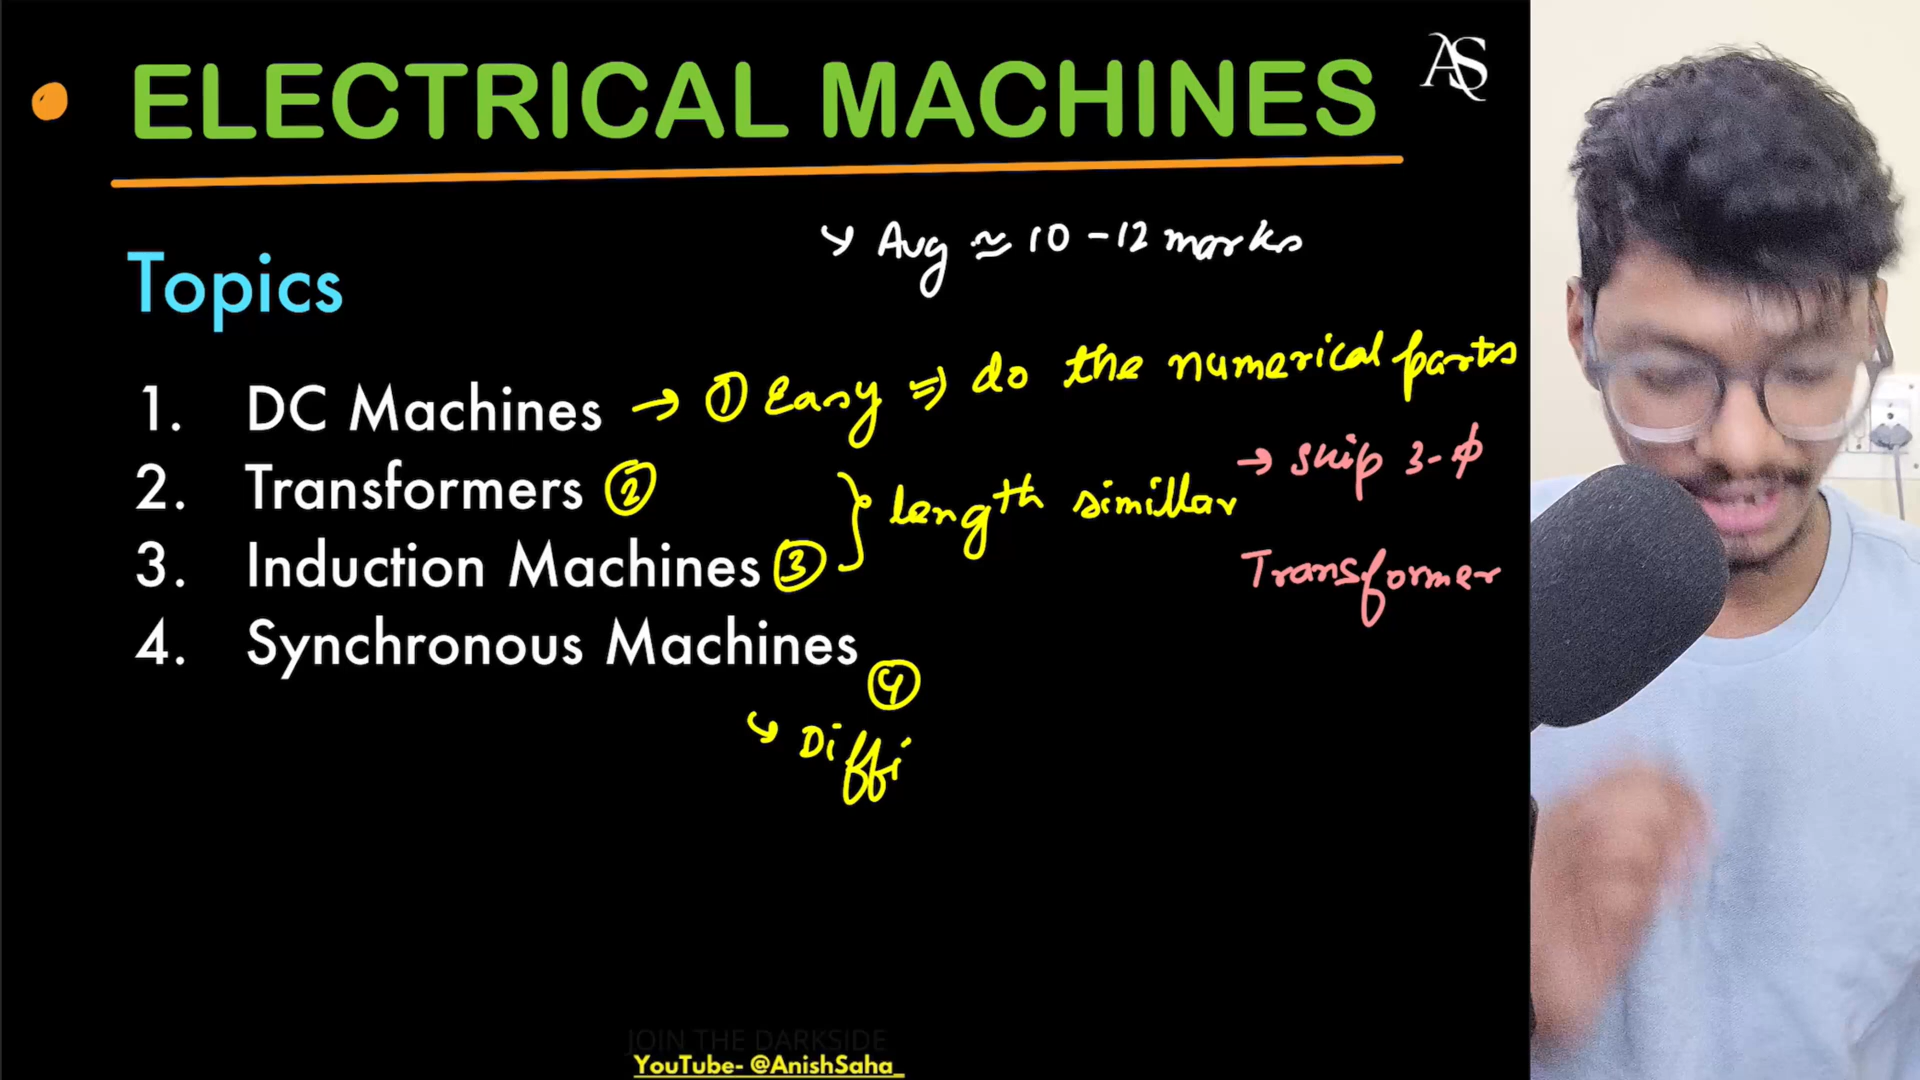 ELECTRICAL MACHINES
AS
↘ Avg ≈ 10-12 marks
Topics
1. DC Machines → ① Easy ⇒ do the numerical parts
2. Transformers ②
3. Induction Machines ③ } length simillar → skip 3-ϕ
Transformer
4. Synchronous Machines ④
↘ Diffi
JOIN THE DARKSIDE
YouTube- @AnishSaha_